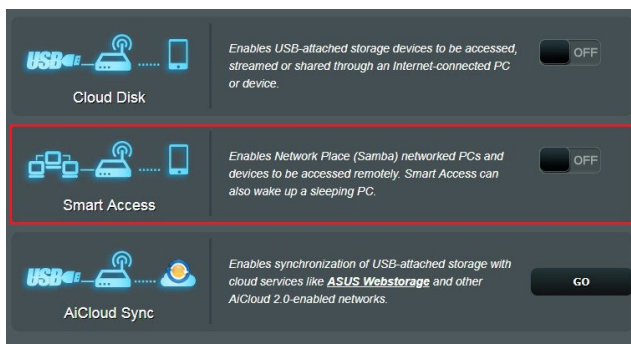 USB
Enables USB-attached storage devices to be accessed,
streamed or shared through an Internet-connected PC
or device.
OFF
Cloud Disk
Enables Network Place (Samba) networked PCs and
devices to be accessed remotely. Smart Access can
also wake up a sleeping PC.
OFF
Smart Access
USB
Enables synchronization of USB-attached storage with
cloud services like ASUS Webstorage and other
AiCloud 2.0-enabled networks.
GO
AiCloud Sync